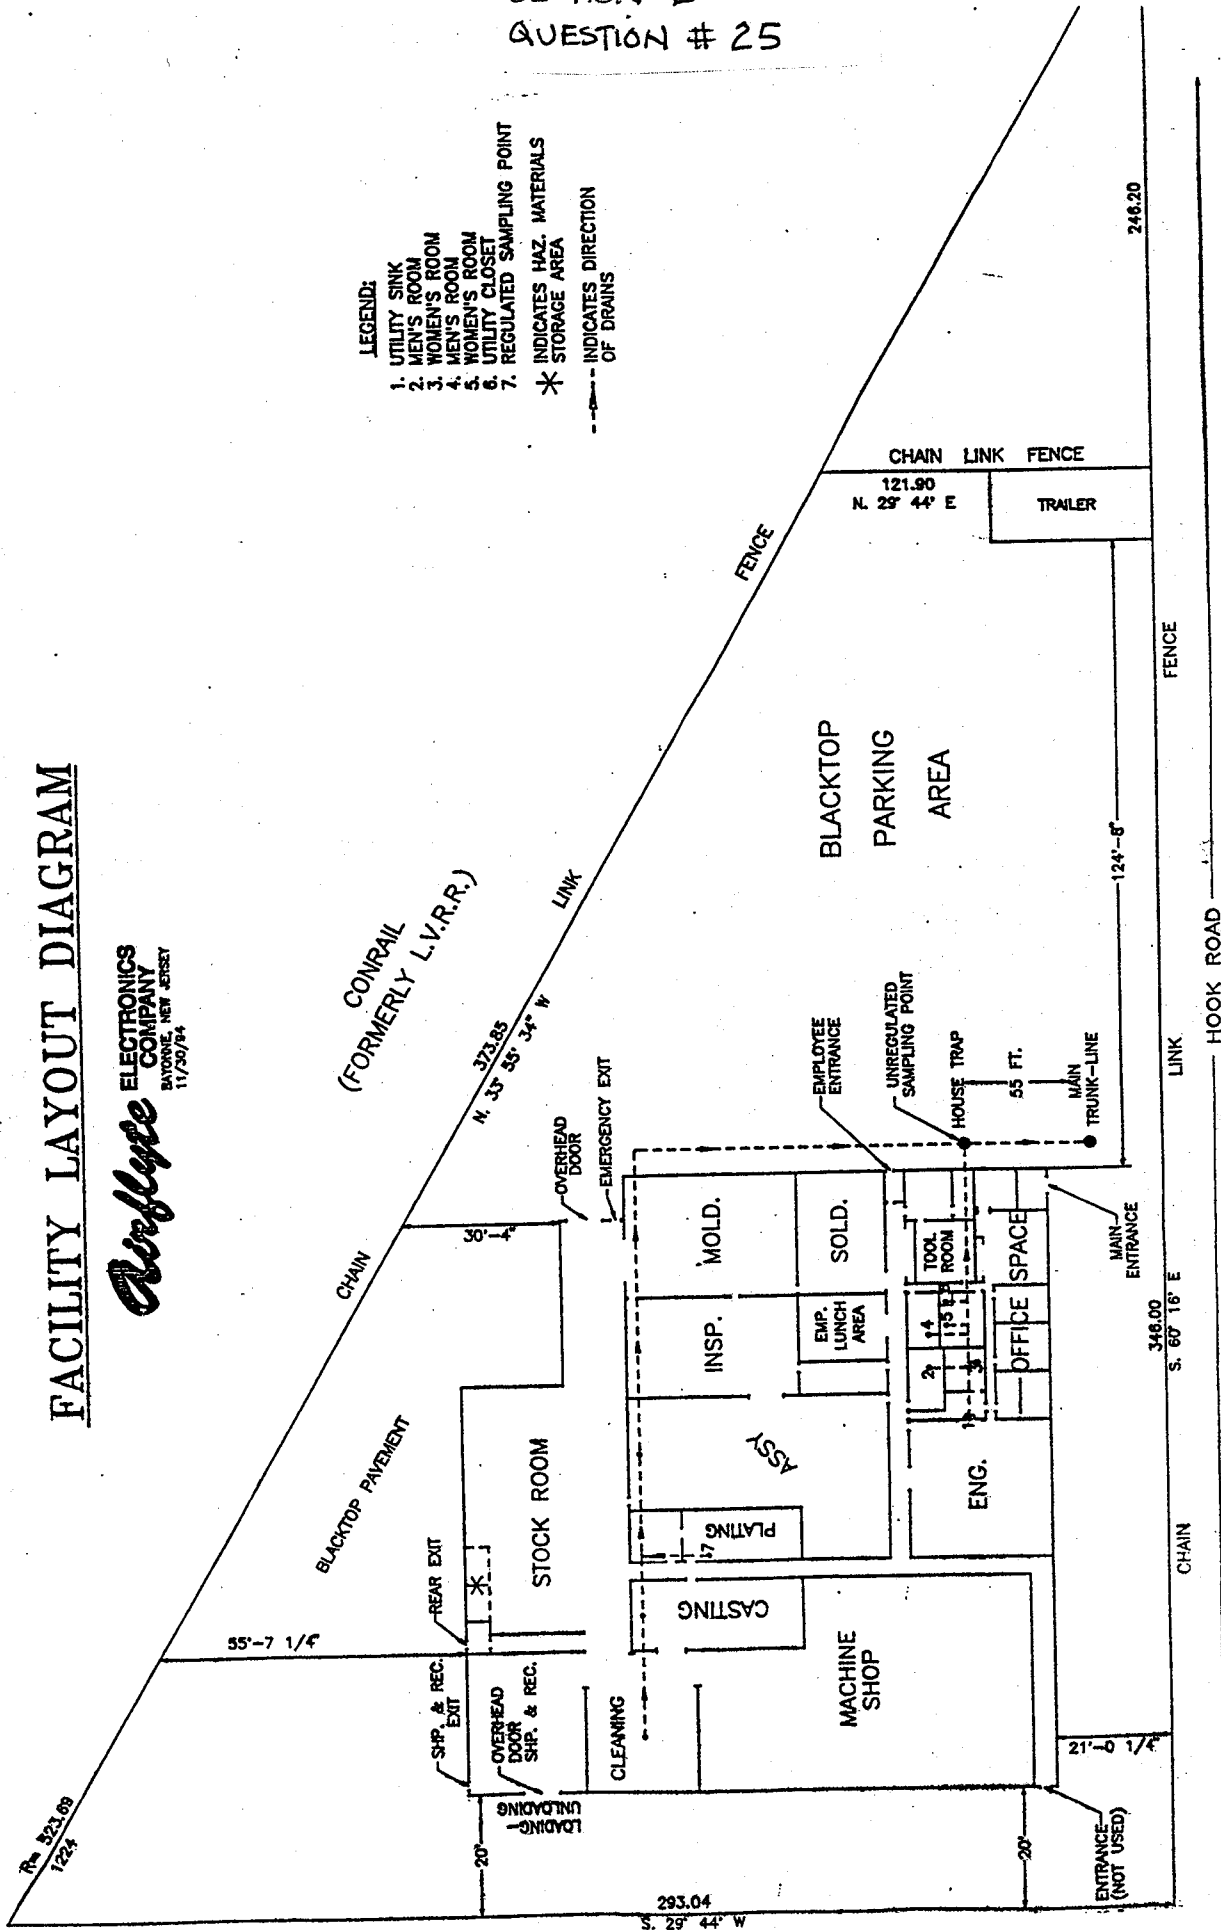 QUESTION # 25
FACILITY LAYOUT DIAGRAM
Airflyte ELECTRONICS
COMPANY
BAYONNE, NEW JERSEY
11/30/94
LEGEND:
1. UTILITY SINK
2. MEN'S ROOM
3. WOMEN'S ROOM
4. MEN'S ROOM
5. WOMEN'S ROOM
6. UTILITY CLOSET
7. REGULATED SAMPLING POINT
INDICATES HAZ. MATERIALS
STORAGE AREA
INDICATES DIRECTION
OF DRAINS
CONRAIL
(FORMERLY L.V.R.R.)
R= 523.69
1224
CHAIN
373.85
N. 33° 55' 34" W
LINK
FENCE
BLACKTOP PAVEMENT
55'-7 1/4"
30'-4"
SHP. & REC.
EXIT
REAR EXIT
OVERHEAD
DOOR
EMERGENCY EXIT
OVERHEAD
DOOR
SHP. & REC.
LOADING-
UNLOADING
20'
STOCK ROOM
CLEANING
CASTING
MACHINE
SHOP
PLATING
7
ASSY
INSP.
MOLD.
EMP.
LUNCH
AREA
SOLD.
ENG.
2
3
4
5
TOOL
ROOM
OFFICE SPACE
EMPLOYEE
ENTRANCE
UNREGULATED
SAMPLING POINT
HOUSE TRAP
55 FT.
MAIN
TRUNK-LINE
MAIN
ENTRANCE
BLACKTOP
PARKING
AREA
124'-8"
CHAIN LINK FENCE
121.90
N. 29° 44' E
TRAILER
246.20
20'
21'-0 1/4"
ENTRANCE
(NOT USED)
293.04
S. 29° 44' W
346.00
S. 60° 16' E
CHAIN
LINK
FENCE
HOOK ROAD